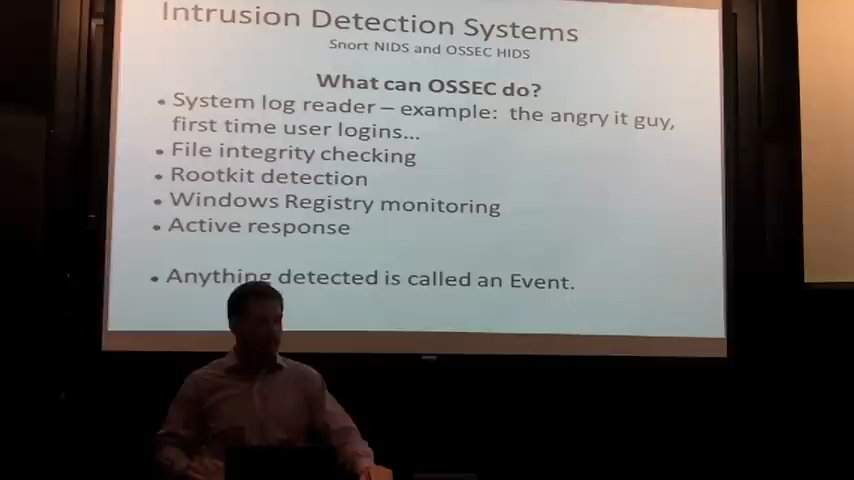 Intrusion Detection Systems
Snort NIDS and OSSEC HIDS
What can OSSEC do?
• System log reader – example:  the angry it guy,
first time user logins...
• File integrity checking
• Rootkit detection
• Windows Registry monitoring
• Active response
• Anything detected is called an Event.